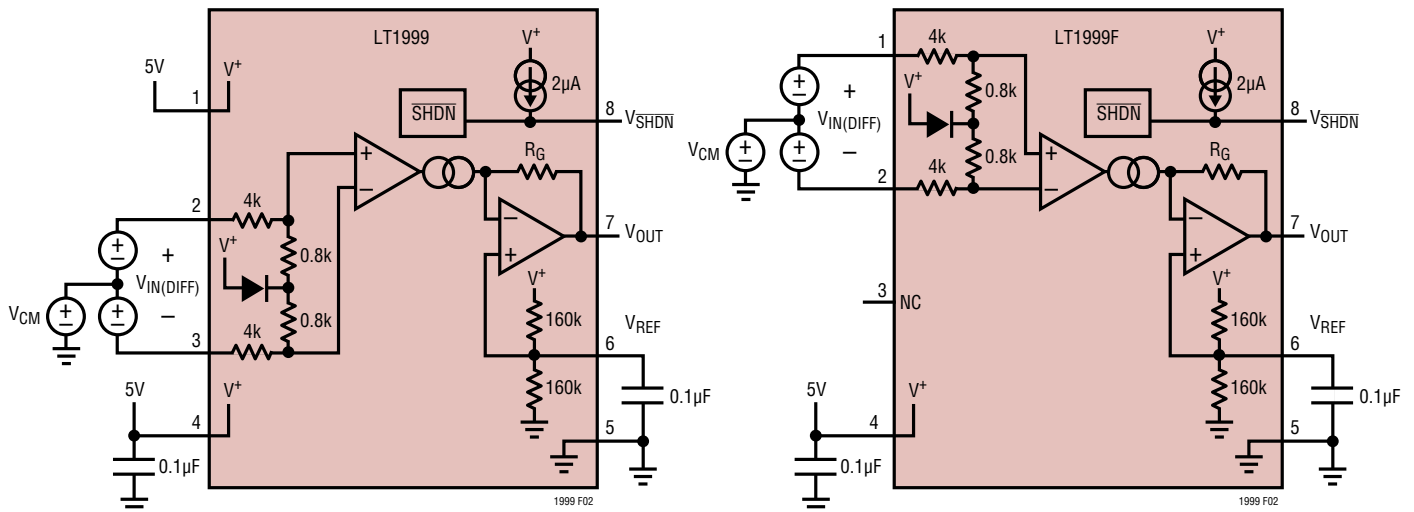 LT1999
5V
V+
1
V+
2µA
SHDN
8
VSHDN
RG
+
−
2
4k
V+
0.8k
−
+
7
VOUT
+
−
+
VIN(DIFF)
−
VCM
+
−
+
−
0.8k
4k
3
V+
160k
VREF
6
160k
0.1µF
5V
V+
4
5
0.1µF
1999 F02
LT1999F
1
4k
V+
2µA
V+
0.8k
SHDN
8
VSHDN
+
−
+
VIN(DIFF)
−
VCM
+
−
+
−
0.8k
4k
2
+
−
RG
−
+
7
VOUT
3
NC
V+
160k
VREF
6
160k
0.1µF
5V
V+
4
5
0.1µF
1999 F02